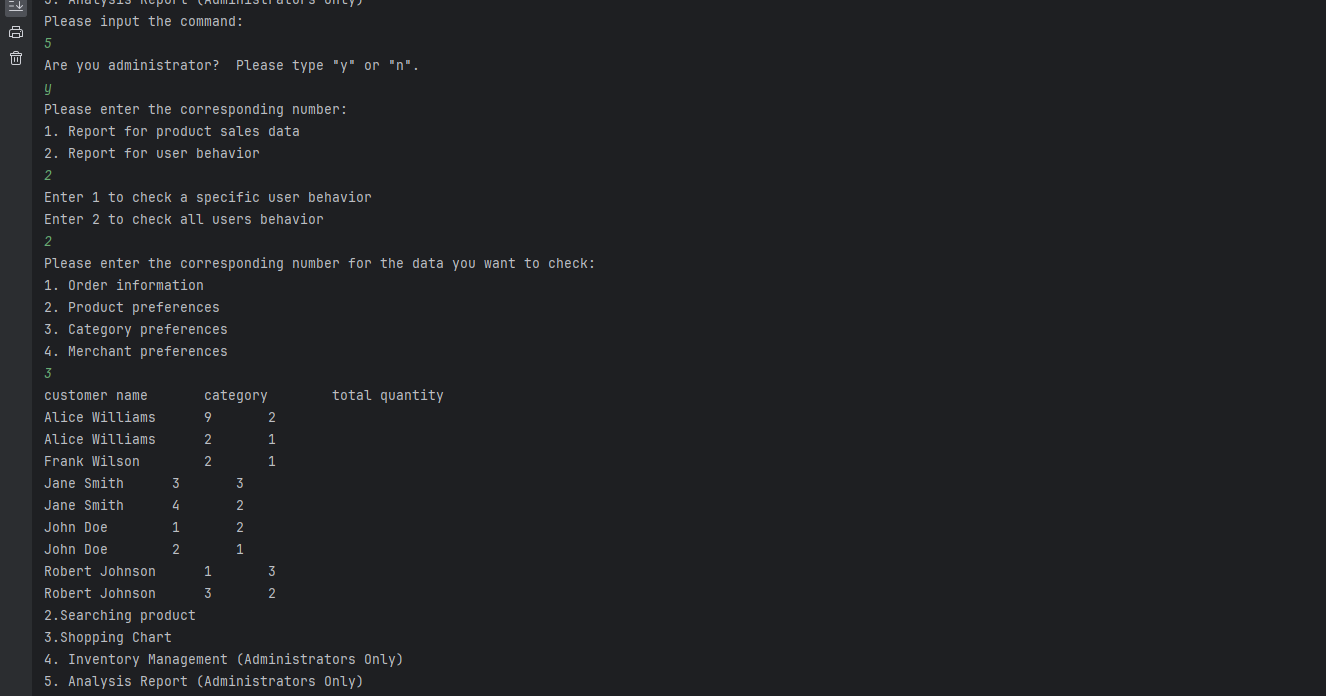 5. Analysis Report (Administrators Only)
Please input the command:
5
Are you administrator?  Please type "y" or "n".
y
Please enter the corresponding number:
1. Report for product sales data
2. Report for user behavior
2
Enter 1 to check a specific user behavior
Enter 2 to check all users behavior
2
Please enter the corresponding number for the data you want to check:
1. Order information
2. Product preferences
3. Category preferences
4. Merchant preferences
3
customer name       category        total quantity
Alice Williams      9       2
Alice Williams      2       1
Frank Wilson        2       1
Jane Smith      3       3
Jane Smith      4       2
John Doe        1       2
John Doe        2       1
Robert Johnson      1       3
Robert Johnson      3       2
2.Searching product
3.Shopping Chart
4. Inventory Management (Administrators Only)
5. Analysis Report (Administrators Only)